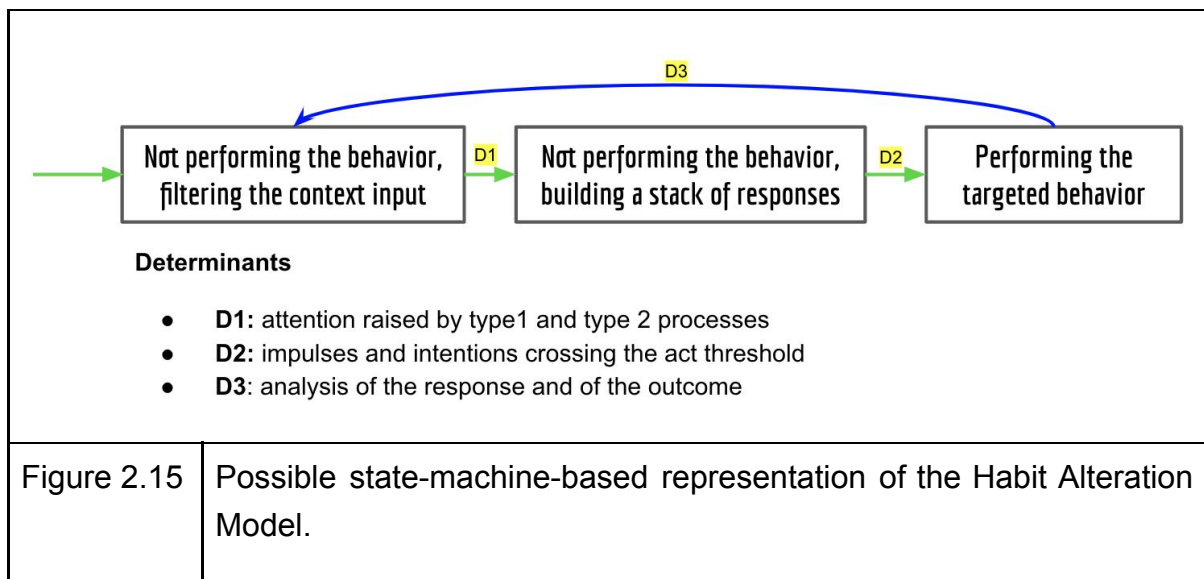 D3
Not performing the behavior,
filtering the context input
D1
Not performing the behavior,
building a stack of responses
D2
Performing the
targeted behavior
Determinants
● D1: attention raised by type1 and type 2 processes
● D2: impulses and intentions crossing the act threshold
● D3: analysis of the response and of the outcome
Figure 2.15
Possible state-machine-based representation of the Habit Alteration
Model.